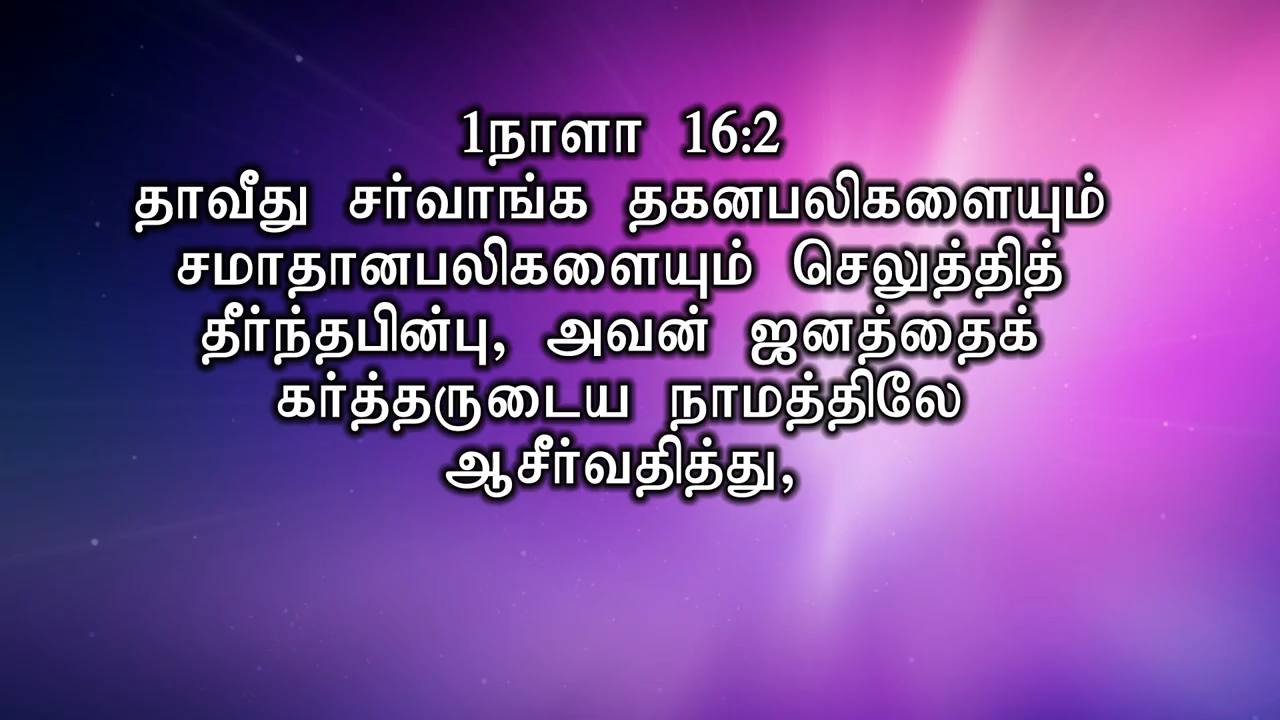 1நாளா 16:2
தாவீது சர்வாங்க தகனபலிகளையும்
சமாதானபலிகளையும் செலுத்தித்
தீர்ந்தபின்பு, அவன் ஜனத்தைக்
கர்த்தருடைய நாமத்திலே
ஆசீர்வதித்து,